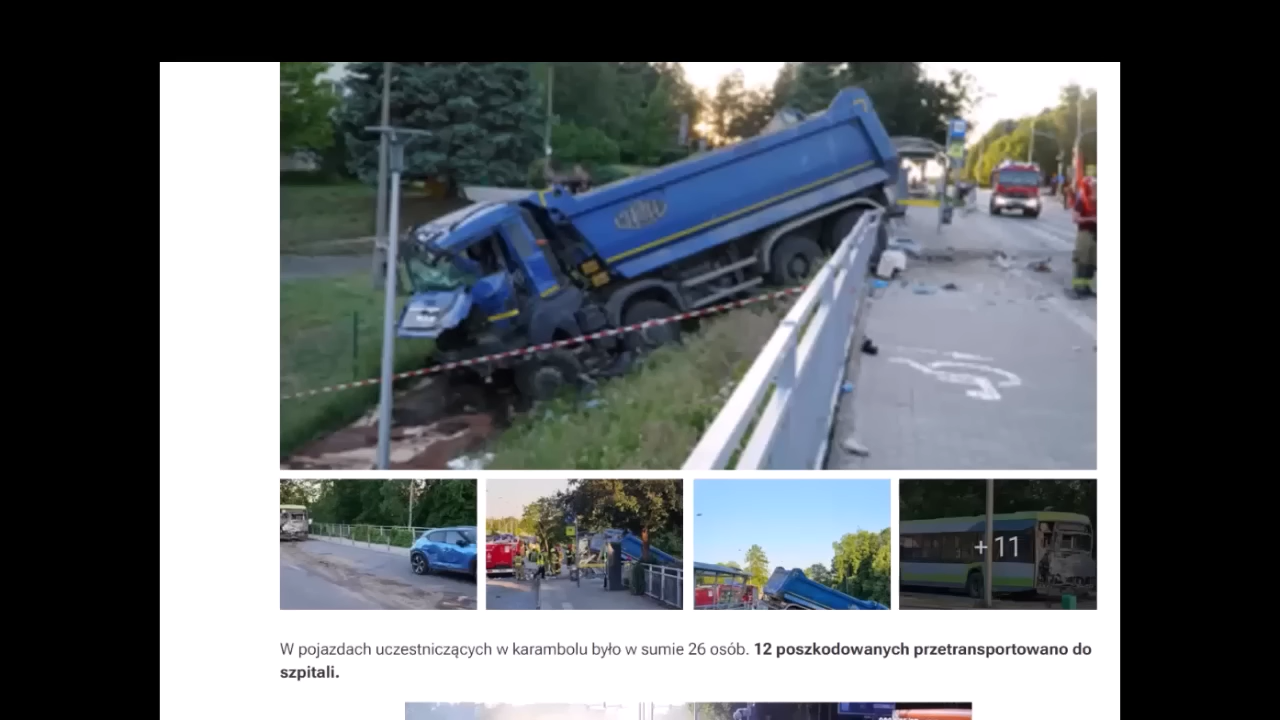 + 11
W pojazdach uczestniczących w karambolu było w sumie 26 osób. 12 poszkodowanych przetransportowano do
szpitali.